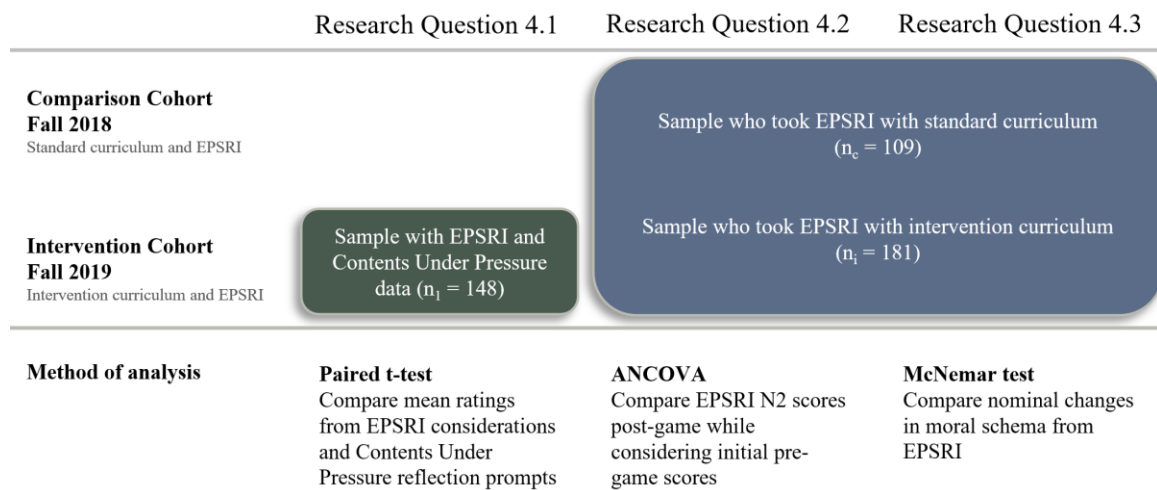 Research Question 4.1
Research Question 4.2
Research Question 4.3
Comparison Cohort
Fall 2018
Standard curriculum and EPSRI
Sample who took EPSRI with standard curriculum
(n_c = 109)
Intervention Cohort
Fall 2019
Intervention curriculum and EPSRI
Sample with EPSRI and
Contents Under Pressure
data (n_1 = 148)
Sample who took EPSRI with intervention curriculum
(n_i = 181)
Method of analysis
Paired t-test
Compare mean ratings
from EPSRI considerations
and Contents Under
Pressure reflection prompts
ANCOVA
Compare EPSRI N2 scores
post-game while
considering initial pre-
game scores
McNemar test
Compare nominal changes
in moral schema from
EPSRI